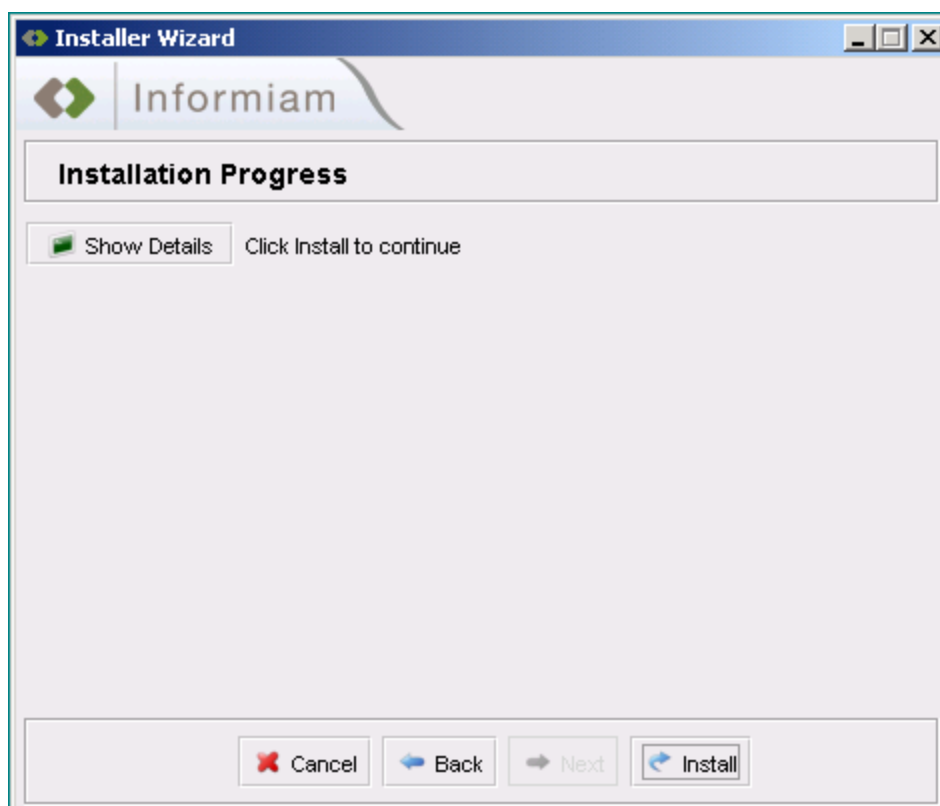 Installer Wizard
Informiam
Installation Progress
Show Details Click Install to continue
Cancel Back Next Install